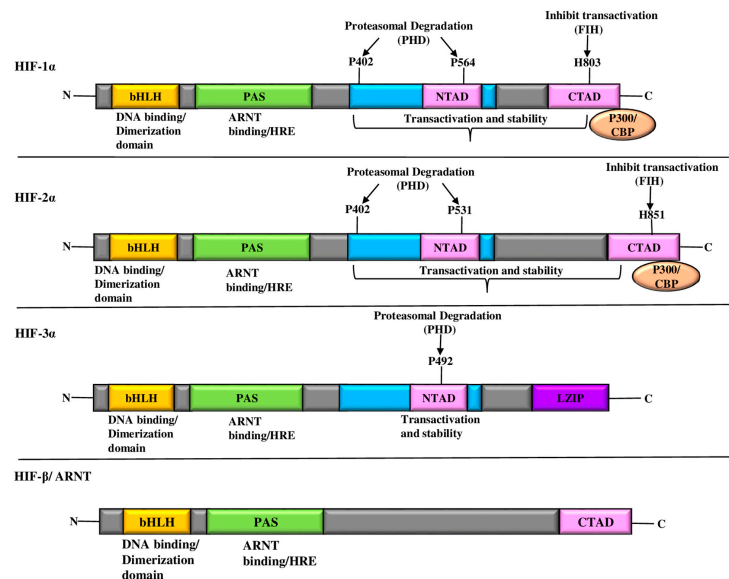 Proteasomal Degradation
(PHD)
Inhibit transactivation
(FIH)
HIF-1α
P402
P564
H803
N
bHLH
PAS
NTAD
CTAD
C
DNA binding/
Dimerization
domain
ARNT
binding/HRE
Transactivation and stability
P300/
CBP
Proteasomal Degradation
(PHD)
Inhibit transactivation
(FIH)
HIF-2α
P402
P531
H851
N
bHLH
PAS
NTAD
CTAD
C
DNA binding/
Dimerization
domain
ARNT
binding/HRE
Transactivation and stability
P300/
CBP
Proteasomal Degradation
(PHD)
HIF-3α
P492
N
bHLH
PAS
NTAD
LZIP
C
DNA binding/
Dimerization
domain
ARNT
binding/HRE
Transactivation
and stability
HIF-β/ ARNT
N
bHLH
PAS
CTAD
C
DNA binding/
Dimerization
domain
ARNT
binding/HRE